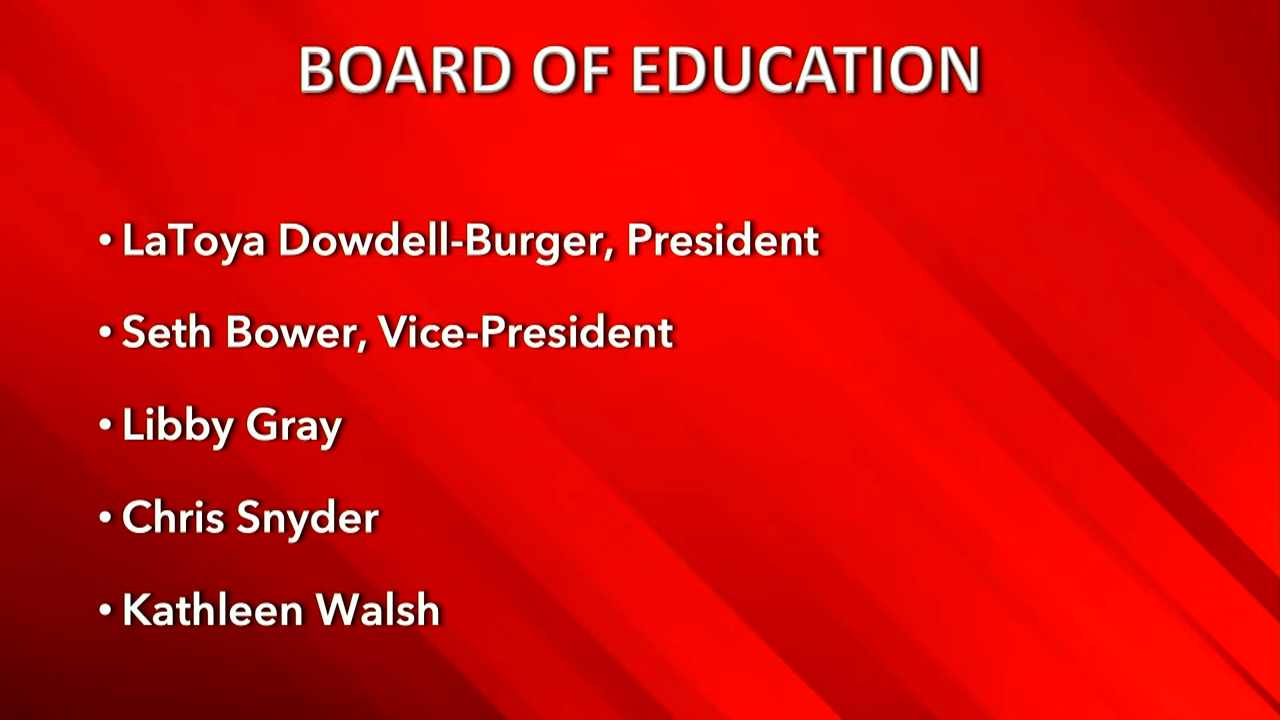 BOARD OF EDUCATION
• LaToya Dowdell-Burger, President
• Seth Bower, Vice-President
• Libby Gray
• Chris Snyder
• Kathleen Walsh